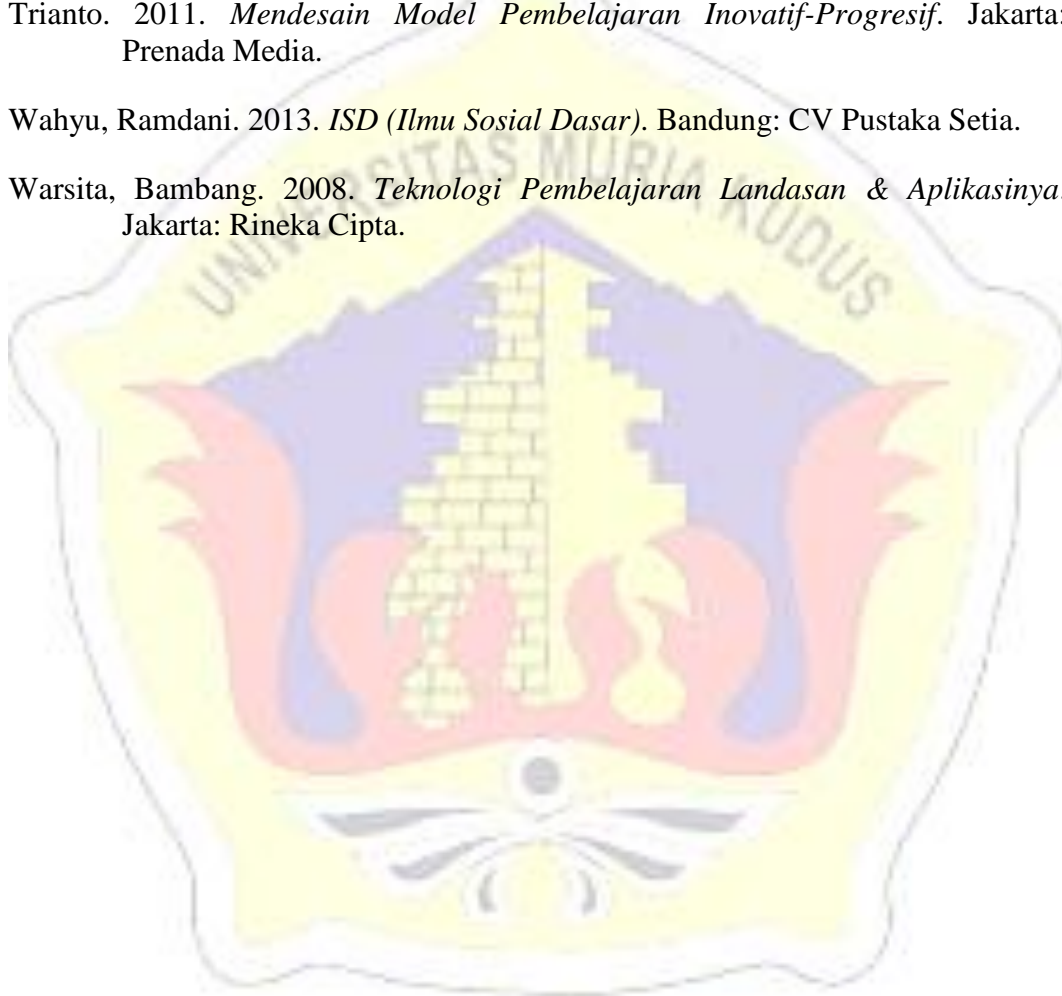 Trianto. 2011. Mendesain Model Pembelajaran Inovatif-Progresif. Jakarta:
Prenada Media.
Wahyu, Ramdani. 2013. ISD (Ilmu Sosial Dasar). Bandung: CV Pustaka Setia.
Warsita, Bambang. 2008. Teknologi Pembelajaran Landasan & Aplikasinya.
Jakarta: Rineka Cipta.
UNIVERSITAS MURIA KUDUS